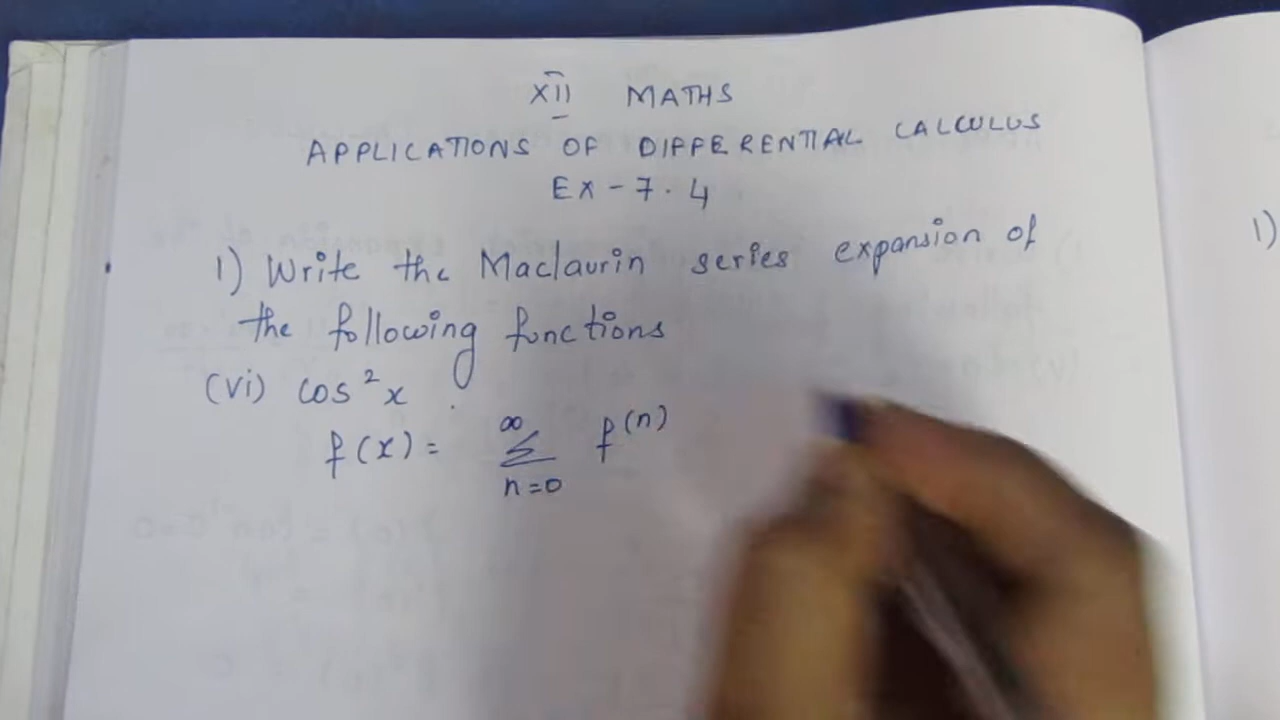 XII MATHS
APPLICATIONS OF DIFFERENTIAL CALCULUS
EX - 7.4
1) Write the Maclaurin series expansion of
the following functions
(vi) cos²x
f(x) = ∞ Σ n=0 f^(n)
1)